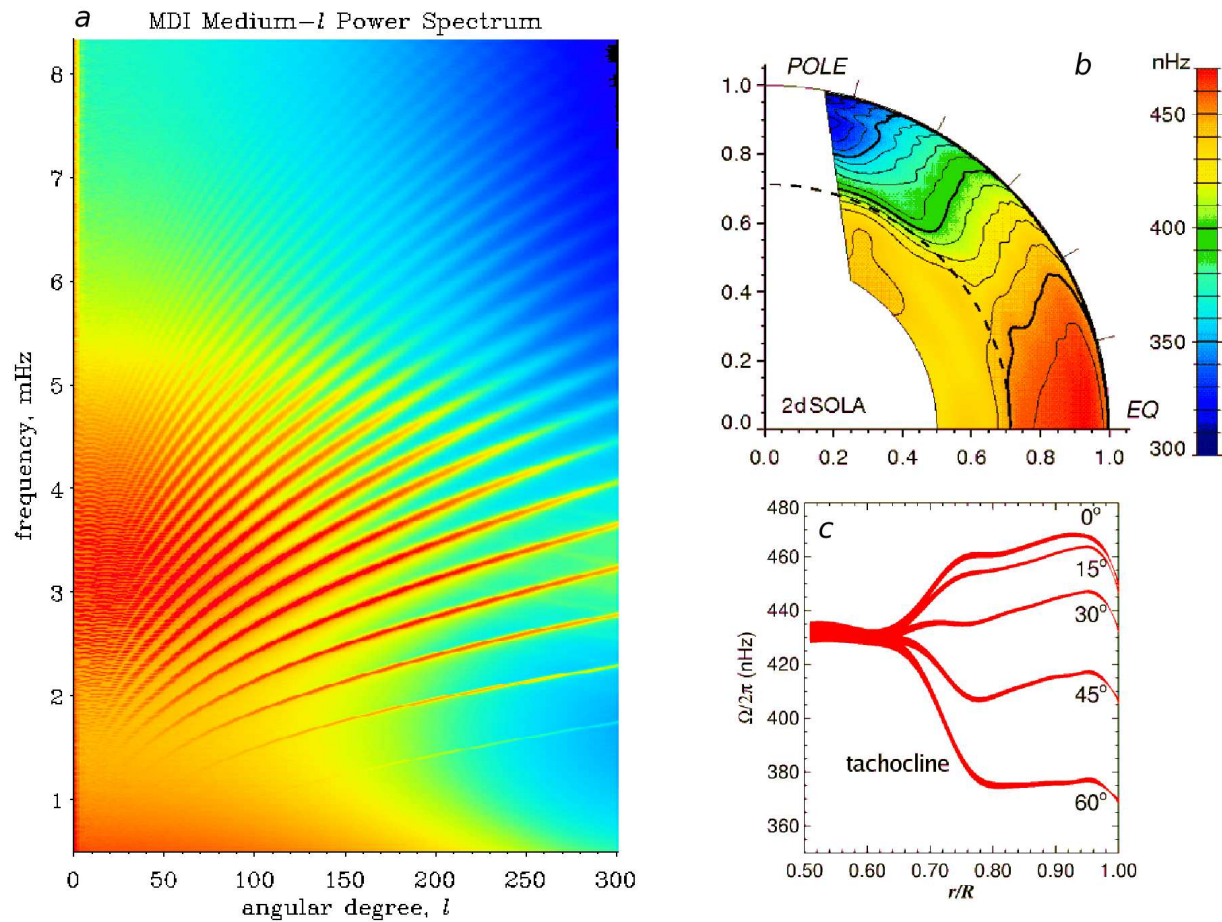 a
MDI Medium-l Power Spectrum
8
7
6
5
4
3
2
1
frequency, mHz
0 50 100 150 200 250 300
angular degree, l
b
nHz
POLE
1.0
0.8
0.6
0.4
0.2
0.0
2d SOLA
EQ
0.0 0.2 0.4 0.6 0.8 1.0
450
400
350
300
c
480
460
440
420
400
380
360
Ω/2π (nHz)
0°
15°
30°
45°
60°
tachocline
0.50 0.60 0.70 0.80 0.90 1.00
r/R